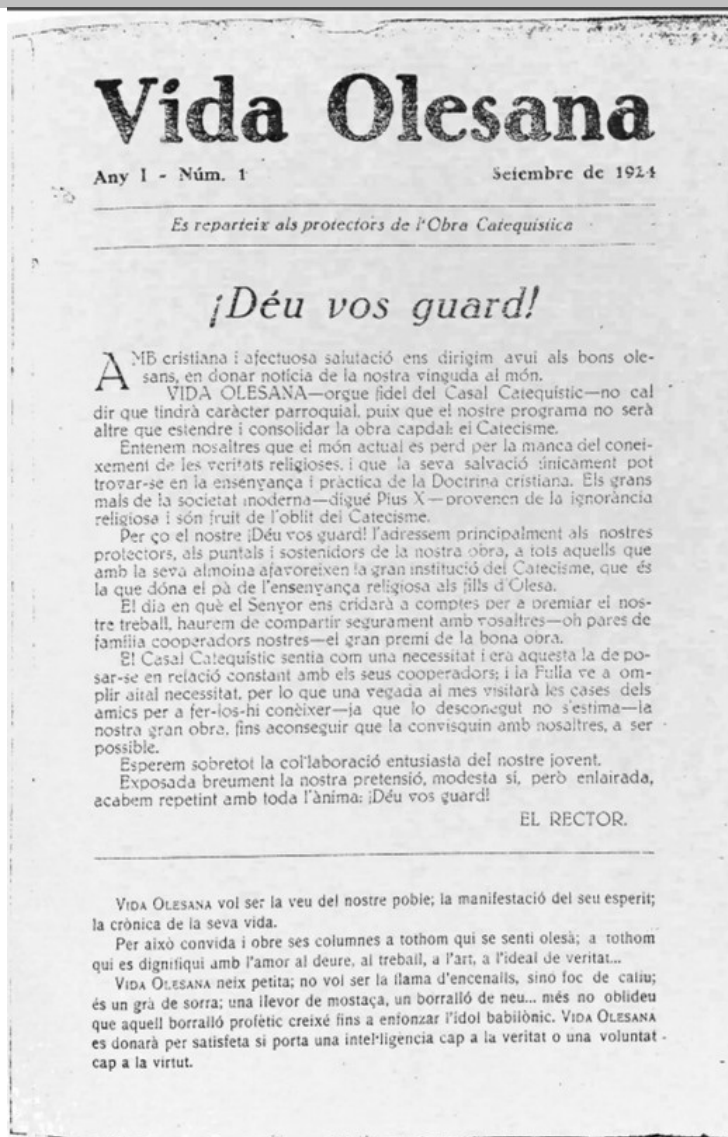 Vida Olesana
Any I - Núm. 1 Setembre de 1924
Es reparteix als protectors de l'Obra Catequística
¡Déu vos guard!
AMB cristiana i afectuosa salutació ens dirigim avui als bons ole-
sans, en donar notícia de la nostra vinguda al món.
VIDA OLESANA—orgue fidel del Casal Catequístic—no cal
dir que tindrà caràcter parroquial, puix que el nostre programa no serà
altre que estendre i consolidar la obra capdal: el Catecisme.
Entenem nosaltres que el món actual es perd per la manca del conei-
xement de les veritats religioses, i que la seva salvació únicament pot
trovar-se en la ensenyança i pràctica de la Doctrina cristiana. Els grans
mals de la societat moderna—digué Pius X—provenen de la ignorància
religiosa i són fruit de l'oblit del Catecisme.
Per ço el nostre ¡Déu vos guard! l'adressem principalment als nostres
protectors, als puntals i sostenidors de la nostra obra, a tots aquells que
amb la seva almoina afavoreixen la gran institució del Catecisme, que és
la que dóna el pà de l'ensenyança religiosa als fills d'Olesa.
El dia en què el Senyor ens cridarà a comptes per a premiar el nos-
tre treball, haurem de compartir segurament amb vosaltres—oh pares de
família cooperadors nostres—el gran premi de la bona obra.
El Casal Catequístic sentia com una necessitat i era aquesta la de po-
sar-se en relació constant amb els seus cooperadors; i la Fulla ve a om-
plir aital necessitat, per lo que una vegada al mes visitarà les cases dels
amics per a fer-los-hi conèixer—ja que lo desconegut no s'estima—la
nostra gran obra, fins aconseguir que la convisquin amb nosaltres, a ser
possible.
Esperem sobretot la col·laboració entusiasta del nostre jovent.
Exposada breument la nostra pretensió, modesta sí, però enlairada,
acabem repetint amb tota l'ànima: ¡Déu vos guard!
EL RECTOR.
VIDA OLESANA vol ser la veu del nostre poble; la manifestació del seu esperit;
la crònica de la seva vida.
Per això convida i obre ses columnes a tothom qui se senti olesà; a tothom
qui es dignifiqui amb l'amor al deure, al treball, a l'art, a l'ideal de veritat...
VIDA OLESANA neix petita; no vol ser la llama d'encenalls, sino foc de caliu;
és un grà de sorra; una llevor de mostaça, un borralló de neu... més no oblideu
que aquell borralló profètic creixé fins a enfonzar l'ídol babilònic. VIDA OLESANA
es donarà per satisfeta si porta una intel·ligència cap a la veritat o una voluntat
cap a la virtut.